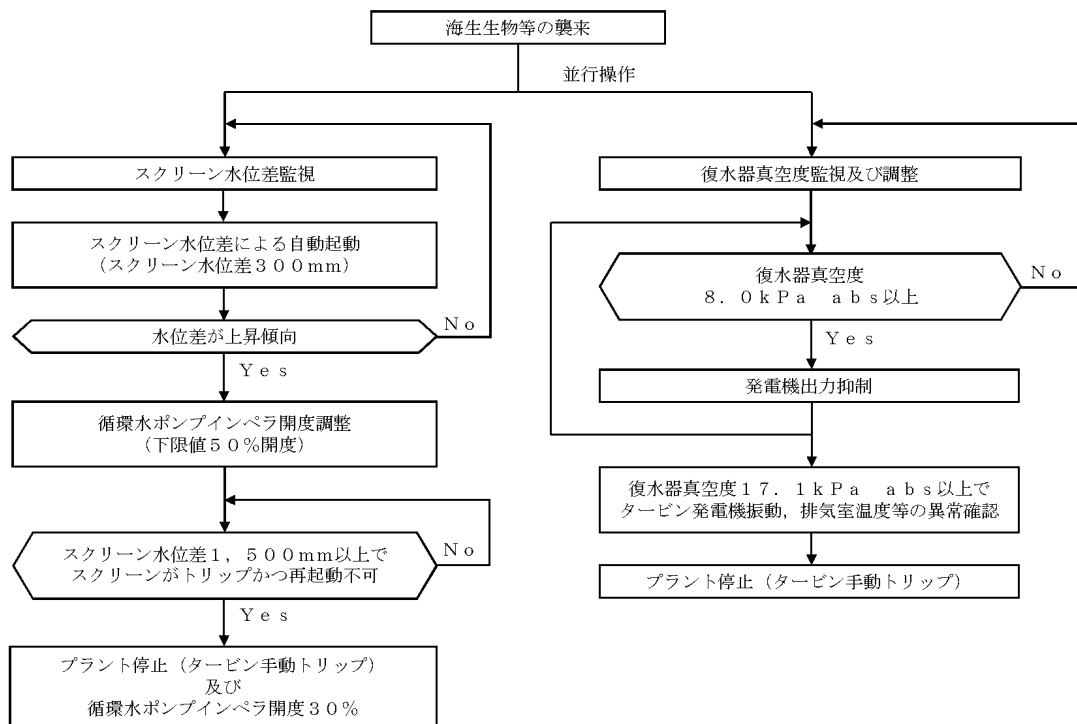 海生生物等の襲来
並行操作
スクリーン水位差監視
スクリーン水位差による自動起動
(スクリーン水位差300mm)
水位差が上昇傾向
No
Yes
循環水ポンプインペラ開度調整
(下限値50%開度)
スクリーン水位差1,500mm以上で
スクリーンがトリップかつ再起動不可
No
Yes
プラント停止(タービン手動トリップ)
及び
循環水ポンプインペラ開度30%
復水器真空度監視及び調整
復水器真空度
8.0kPa abs以上
No
Yes
発電機出力抑制
復水器真空度17.1kPa abs以上で
タービン発電機振動,排気室温度等の異常確認
プラント停止(タービン手動トリップ)